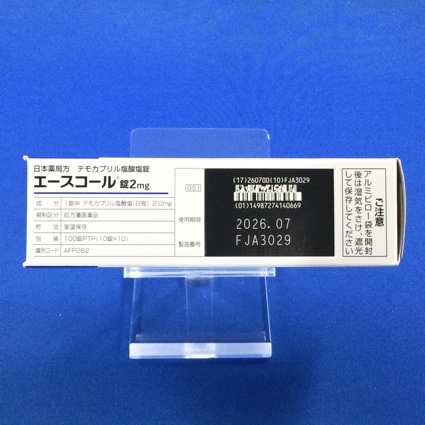 日本薬局方 テモカプリル塩酸塩錠
エースコール®錠2mg
成分 1錠中 テモカプリル塩酸塩(日局) 2.0mg
規制区分 処方箋医薬品
貯法 室温保存
包装 100錠PTP(10錠×10)
識別コード AFP262
GS1
使用期限
製造番号
(17)260700(10)FJA3029
(01)14987274140669
2026.07
FJA3029
ご注意
アルミピロー袋を開封
後は湿気をさけ、遮光
して保存してください